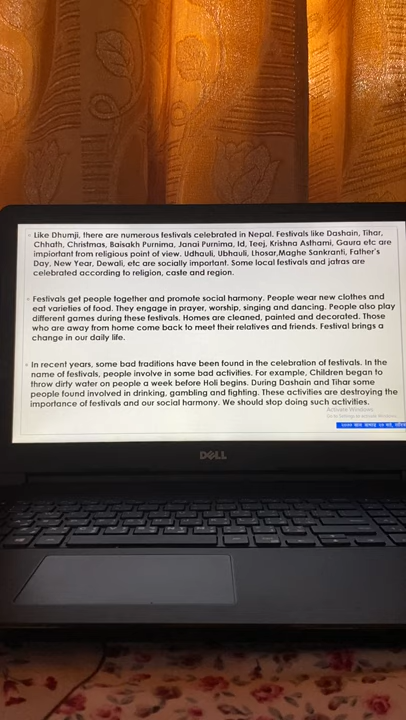 Like Dhumji, there are numerous festivals celebrated in Nepal. Festivals like Dashain, Tihar,
Chhath, Christmas, Baisakh Purnima, Janai Purnima, Id, Teej, Krishna Asthami, Gaura etc are
impiortant from religious point of view. Udhauli, Ubhauli, Lhosar,Maghe Sankranti, Father's
Day, New Year, Dewali, etc are socially important. Some local festivals and jatras are
celebrated according to religion, caste and region.
Festivals get people together and promote social harmony. People wear new clothes and
eat varieties of food. They engage in prayer, worship, singing and dancing. People also play
different games during these festivals. Homes are cleaned, painted and decorated. Those
who are away from home come back to meet their relatives and friends. Festival brings a
change in our daily life.
In recent years, some bad traditions have been found in the celebration of festivals. In the
name of festivals, people involve in some bad activities. For example, Children began to
throw dirty water on people a week before Holi begins. During Dashain and Tihar some
people found involved in drinking, gambling and fighting. These activities are destroying the
importance of festivals and our social harmony. We should stop doing such activities.
Activate Windows
Go to Settings to activate Windows.
DELL